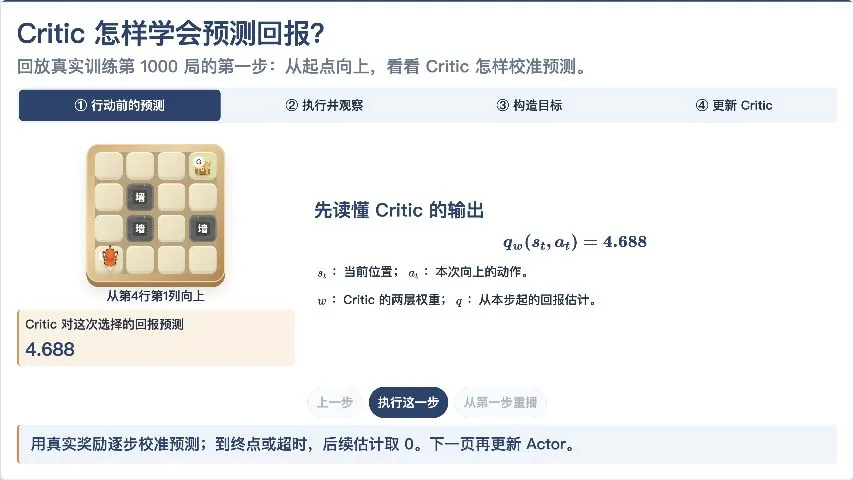 Critic 怎样学会预测回报？
回放真实训练第 1000 局的第一步：从起点向上，看看 Critic 怎样校准预测。
① 行动前的预测
② 执行并观察
③ 构造目标
④ 更新 Critic
G
墙
墙
墙
从第4行第1列向上
Critic 对这次选择的回报预测
4.688
先读懂 Critic 的输出
q_w(s_t, a_t) = 4.688
s_t ：当前位置； a_t ：本次向上的动作。
w ：Critic 的两层权重； q ：从本步起的回报估计。
上一步
执行这一步
从第一步重播
用真实奖励逐步校准预测；到终点或超时，后续估计取 0。下一页再更新 Actor。